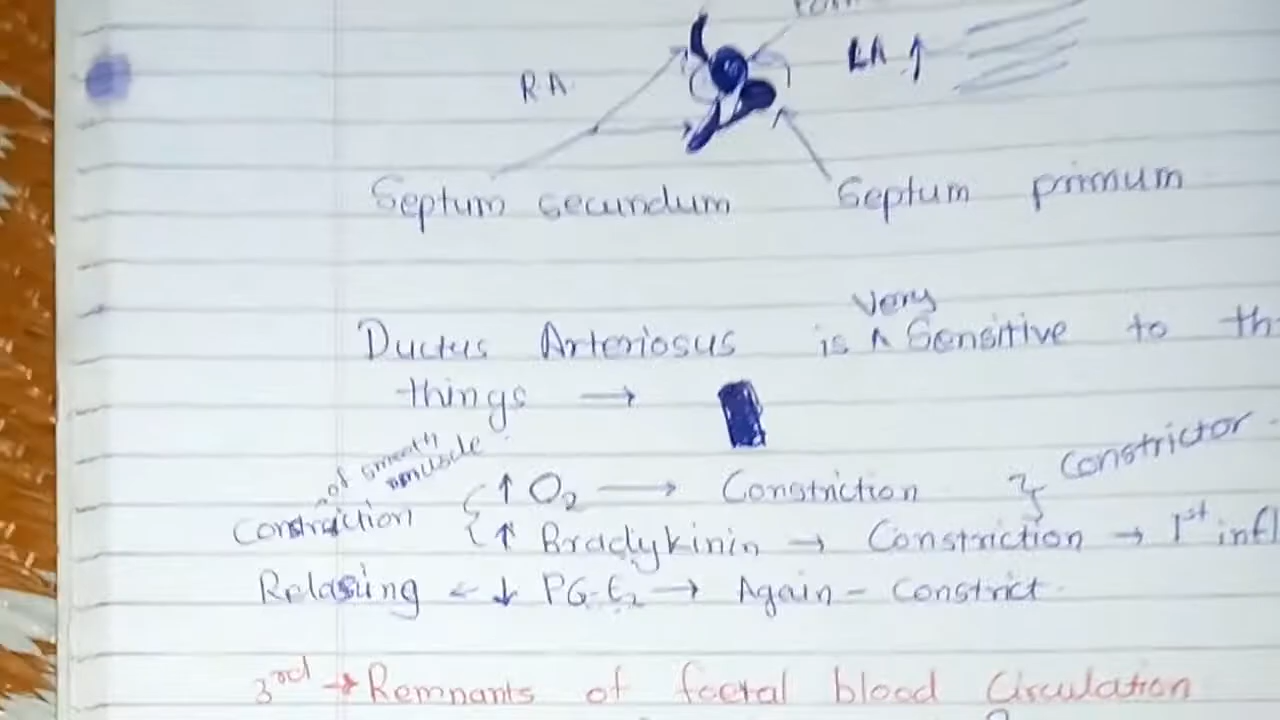 RA
LA ↑
Septum secundum
Septum primum
very
Ductus Arteriosus is ^ Sensitive to th
things →
of smooth muscle
Constriction { ↑ O2 → Constriction } Constrictor
{ ↑ Bradykinin → Constriction → 1st infl
Relaxing ← ↓ PG-E2 → Again - Constrict
3rd → Remnants of foetal blood Circulation